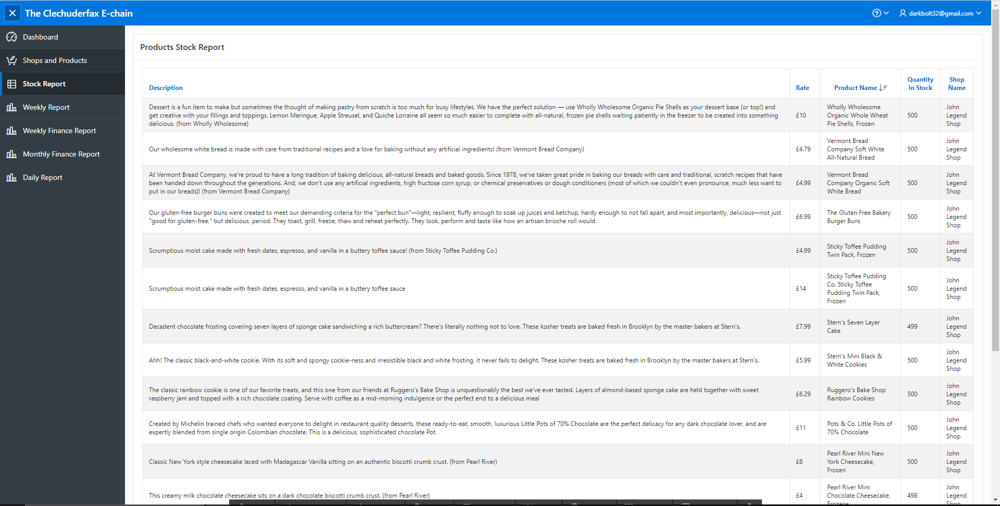 The Clechuderfax E-chain
darkbolt32@gmail.com
Dashboard
Shops and Products
Stock Report
Weekly Report
Weekly Finance Report
Monthly Finance Report
Daily Report
Products Stock Report
Description
Rate
Product Name
Quantity
In Stock
Shop
Name
Dessert is a fun item to make but sometimes the thought of making pastry from scratch is too much for busy lifestyles. We have the perfect solution — use Wholly Wholesome Organic Pie Shells as your dessert base (or top!) and
get creative with your fillings and toppings. Lemon Meringue, Apple Streusel, and Quiche Lorraine all seem so much easier to complete with all-natural, frozen pie shells waiting patiently in the freezer to be created into something
delicious. (from Wholly Wholesome)
£10
Wholly Wholesome
Organic Whole Wheat
Pie Shells, Frozen
500
John
Legend
Shop
Our wholesome white bread is made with care from traditional recipes and a love for baking without any artificial ingredients! (from Vermont Bread Company)
£4.79
Vermont Bread
Company Soft White
All-Natural Bread
500
John
Legend
Shop
At Vermont Bread Company, we're proud to have a long tradition of baking delicious, all-natural breads and baked goods. Since 1978, we've taken great pride in baking our breads with care and traditional, scratch recipes that have
been handed down throughout the generations. And, we don't use any artificial ingredients, high fructose corn syrup, or chemical preservatives or dough conditioners (most of which we couldn't even pronounce, much less want to
put in our breads)! (from Vermont Bread Company)
£4.99
Vermont Bread
Company Organic Soft
White Bread
500
John
Legend
Shop
Our gluten-free burger buns were created to meet our demanding criteria for the "perfect bun"—light, resilient, fluffy enough to soak up juices and ketchup, hardy enough to not fall apart, and most importantly, delicious—not just
"good for gluten-free," but delicious, period. They toast, grill, freeze, thaw and reheat perfectly. They look, perform and taste like how an artisan brioche roll would.
£6.99
The Gluten Free Bakery
Burger Buns
500
John
Legend
Shop
Scrumptious moist cake made with fresh dates, espresso, and vanilla in a buttery toffee sauce! (from Sticky Toffee Pudding Co.)
£4.99
Sticky Toffee Pudding
Twin Pack, Frozen
500
John
Legend
Shop
Scrumptious moist cake made with fresh dates, espresso, and vanilla in a buttery toffee sauce
£14
Sticky Toffee Pudding
Co. Sticky Toffee
Pudding Twin Pack,
Frozen
500
John
Legend
Shop
Decadent chocolate frosting covering seven layers of sponge cake sandwiching a rich buttercream? There's literally nothing not to love. These kosher treats are baked fresh in Brooklyn by the master bakers at Stern's.
£7.99
Stern's Seven Layer
Cake
499
John
Legend
Shop
Ahh! The classic black-and-white cookie. With its soft and spongy cookie-ness and irresistible black and white frosting, it never fails to delight. These kosher treats are baked fresh in Brooklyn by the master bakers at Stern's.
£5.99
Stern's Mini Black &
White Cookies
500
John
Legend
Shop
The classic rainbow cookie is one of our favorite treats, and this one from our friends at Ruggero's Bake Shop is unquestionably the best we've ever tasted. Layers of almond-based sponge cake are held together with sweet
raspberry jam and topped with a rich chocolate coating. Serve with coffee as a mid-morning indulgence or the perfect end to a delicious meal
£6.29
Ruggero's Bake Shop
Rainbow Cookies
500
John
Legend
Shop
Created by Michelin trained chefs who wanted everyone to delight in restaurant quality desserts, these ready-to-eat, smooth, luxurious Little Pots of 70% Chocolate are the perfect delicacy for any dark chocolate lover, and are
expertly blended from single origin Colombian chocolate. This is a delicious, sophisticated chocolate Pot
£11
Pots & Co. Little Pots of
70% Chocolate
500
John
Legend
Shop
Classic New York style cheesecake laced with Madagascar Vanilla sitting on an authentic biscotti crumb crust. (from Pearl River)
£8
Pearl River Mini New
York Cheesecake,
Frozen
500
John
Legend
Shop
This creamy milk chocolate cheesecake sits on a dark chocolate biscotti crumb crust. (from Pearl River)
£4
Pearl River Mini
Chocolate Cheesecake,
498
John
Legend